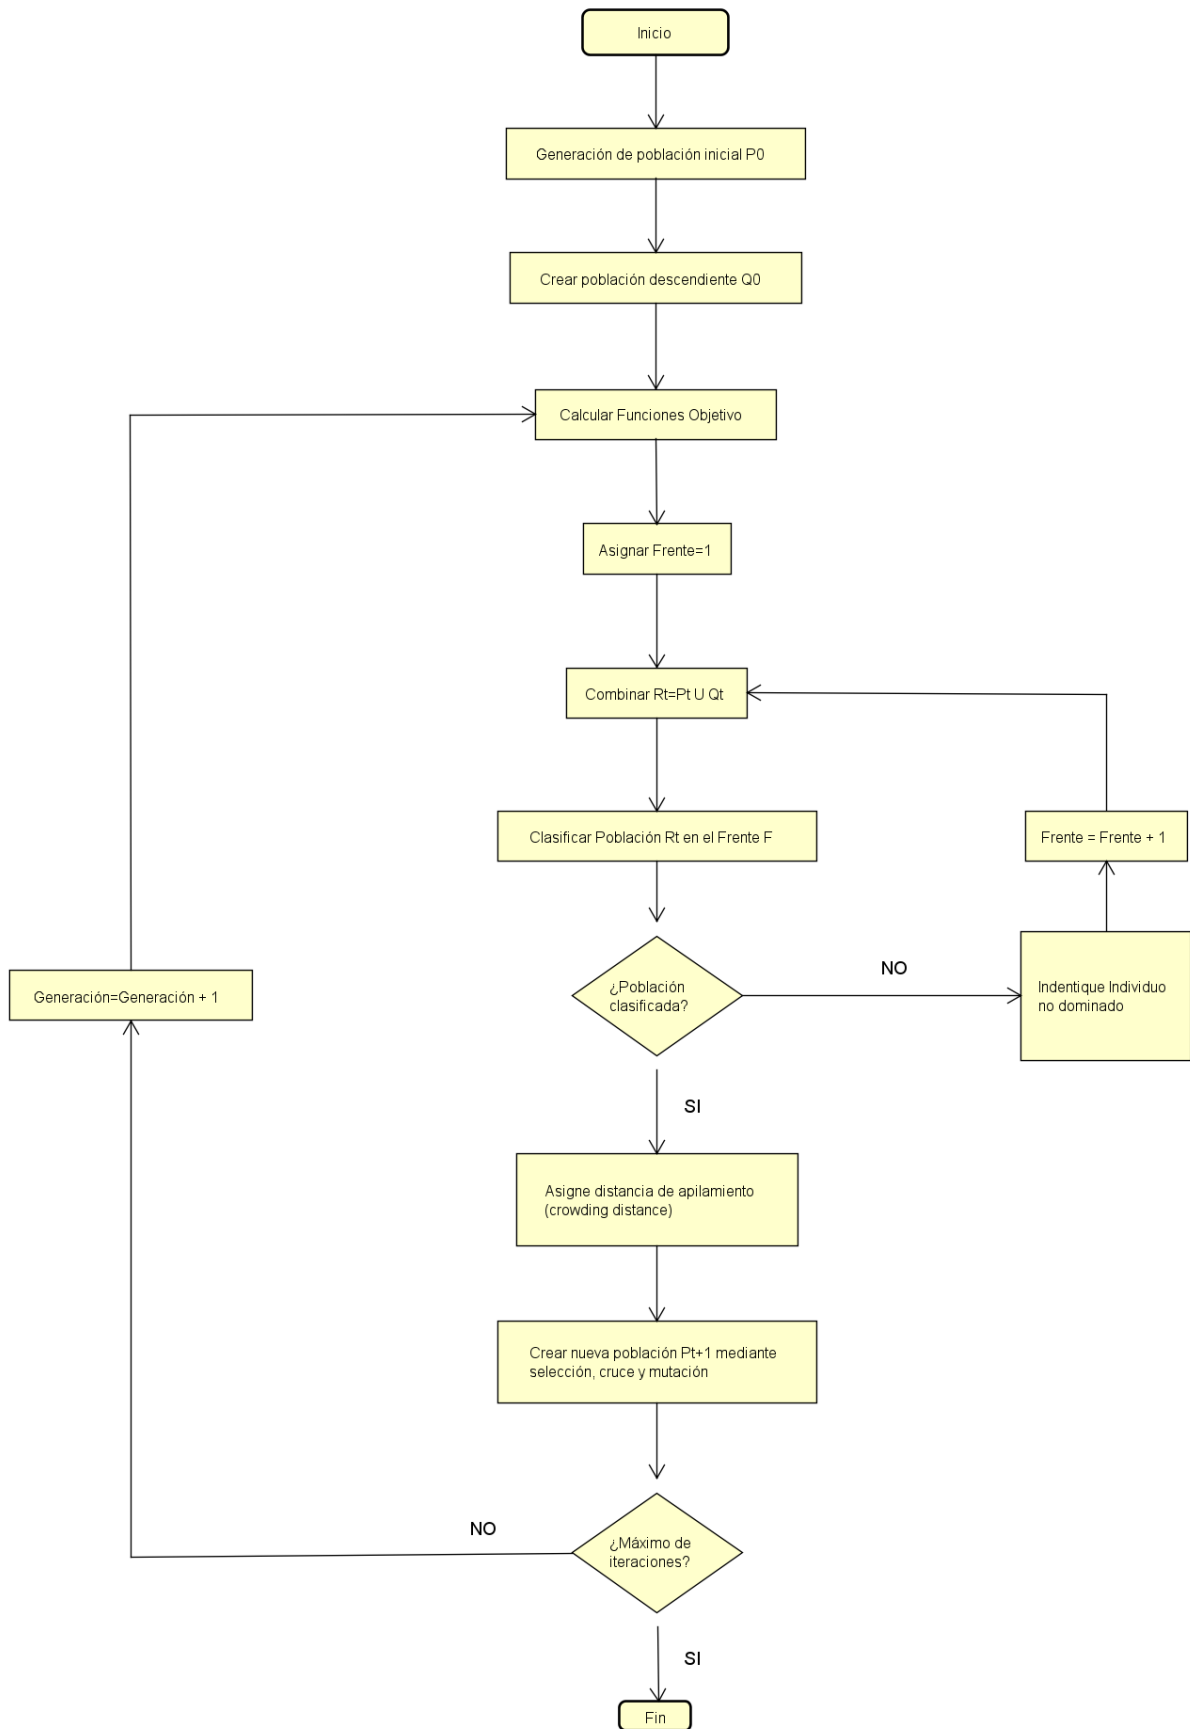 Inicio
Generación de población inicial P0
Crear población descendiente Q0
Calcular Funciones Objetivo
Asignar Frente=1
Combinar Rt=Pt U Qt
Clasificar Población Rt en el Frente F
Frente = Frente + 1
¿Población
clasificada?
NO
Indentique Individuo
no dominado
Generación=Generación + 1
SI
Asigne distancia de apilamiento
(crowding distance)
Crear nueva población Pt+1 mediante
selección, cruce y mutación
¿Máximo de
iteraciones?
NO
SI
Fin